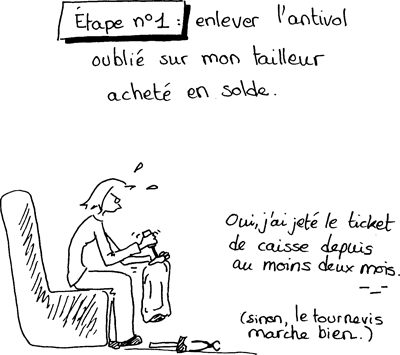 Étape n°1 : enlever l'antivol
oublié sur mon tailleur
acheté en solde.
Oui, j'ai jeté le ticket
de caisse depuis
au moins deux mois.
-_-
(sinon, le tournevis
marche bien.)